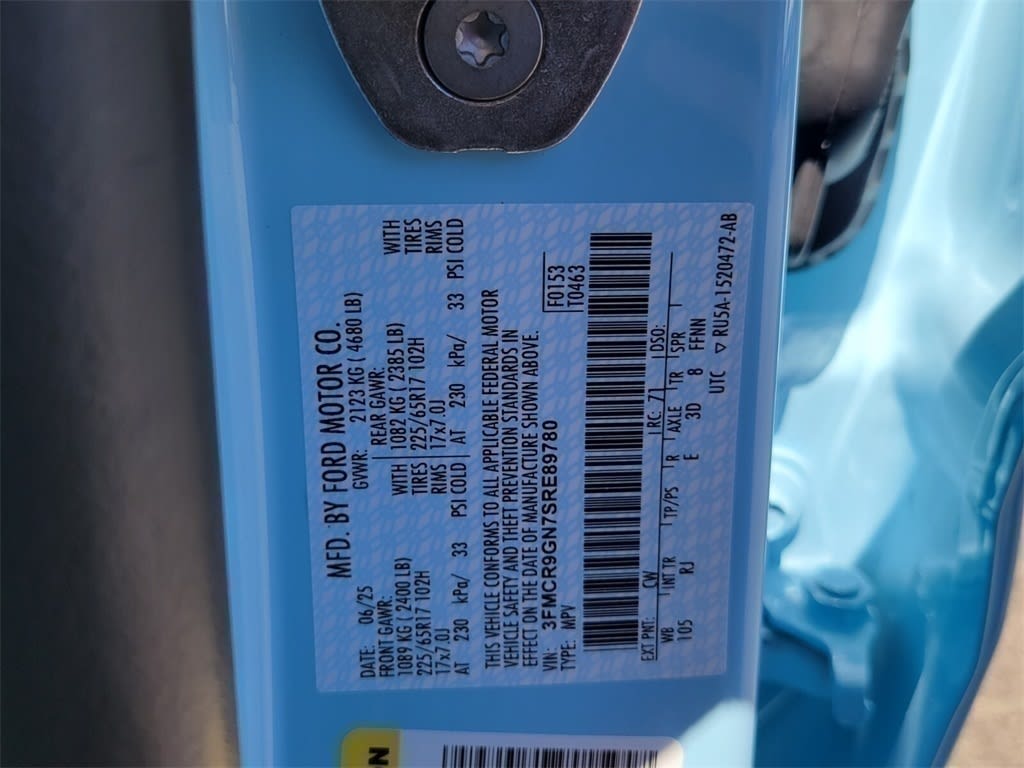 MFD. BY FORD MOTOR CO.
DATE: 06/25 GVWR: 2123 KG ( 4680 LB)
FRONT GAWR: REAR GAWR:
1089 KG ( 2400 LB) WITH 1082 KG ( 2385 LB) WITH
225/65R17 102H TIRES 225/65R17 102H TIRES
17x7.0J RIMS 17x7.0J RIMS
AT 230 kPa/ 33 PSI COLD AT 230 kPa/ 33 PSI COLD
THIS VEHICLE CONFORMS TO ALL APPLICABLE FEDERAL MOTOR
VEHICLE SAFETY AND THEFT PREVENTION STANDARDS IN
EFFECT ON THE DATE OF MANUFACTURE SHOWN ABOVE.
VIN: 3FMCR9GN7SRE89780 F0153
TYPE: MPV T0463
EXT PNT: CW RC: 71 DSO:
WB INT TR TP/PS R AXLE TR SPR
105 RJ E 3D 8 FFNN
UTC ▽ RU5A-1520472-AB
ON